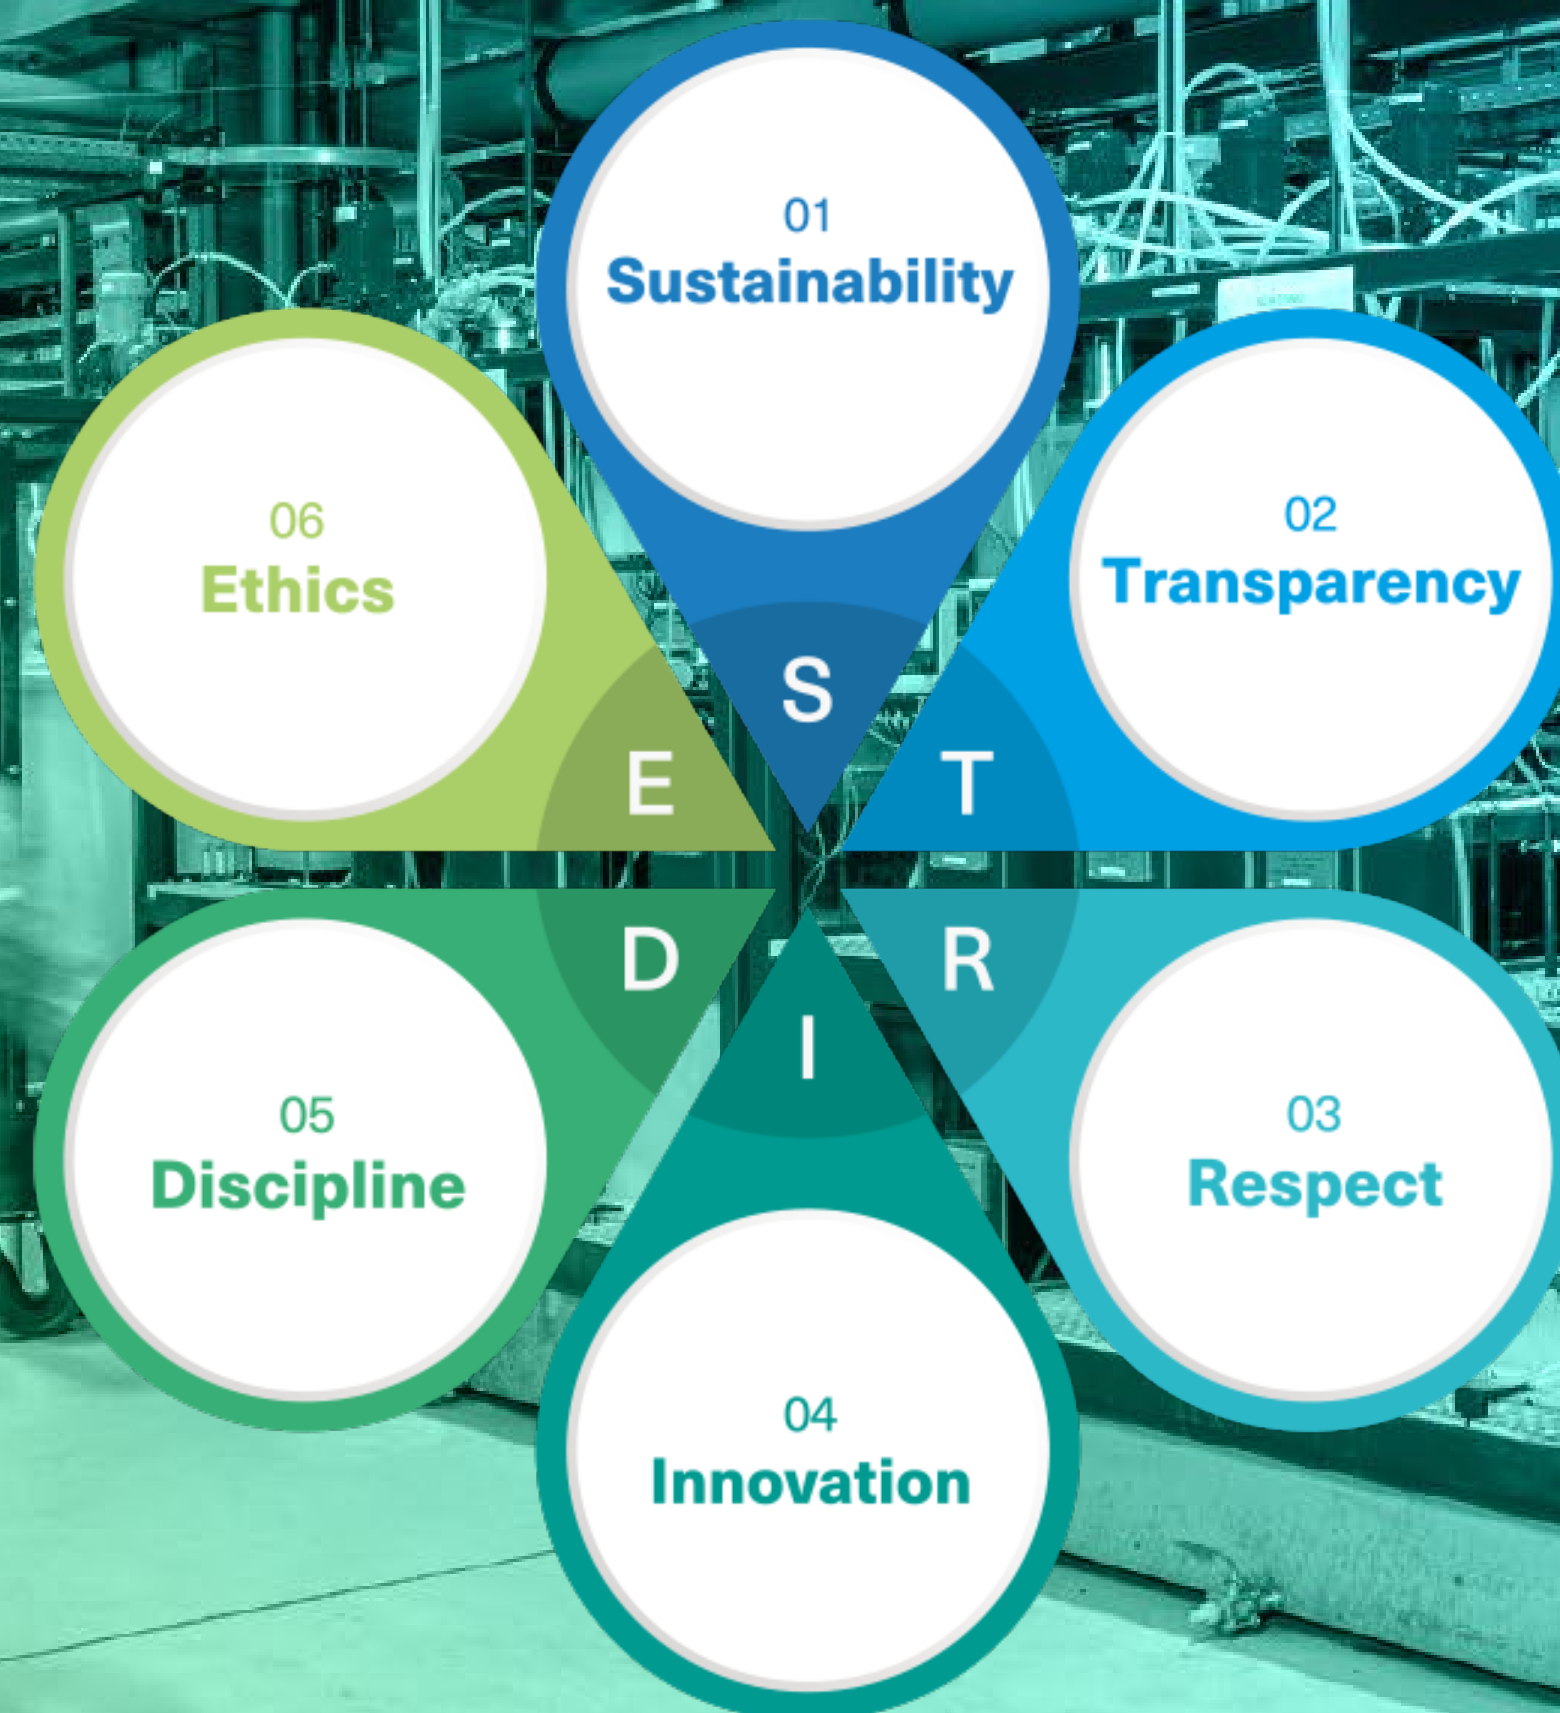 01
Sustainability
02
Transparency
03
Respect
04
Innovation
05
Discipline
06
Ethics
S
T
R
I
D
E